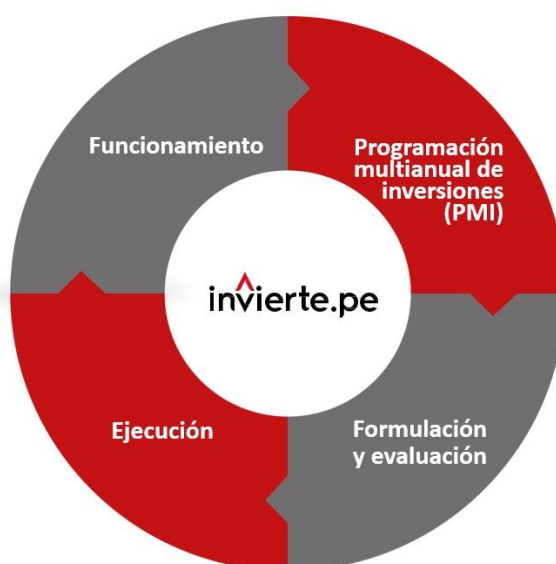 Funcionamiento
Programación
multianual de
inversiones
(PMI)
invierte.pe
Ejecución
Formulación
y evaluación